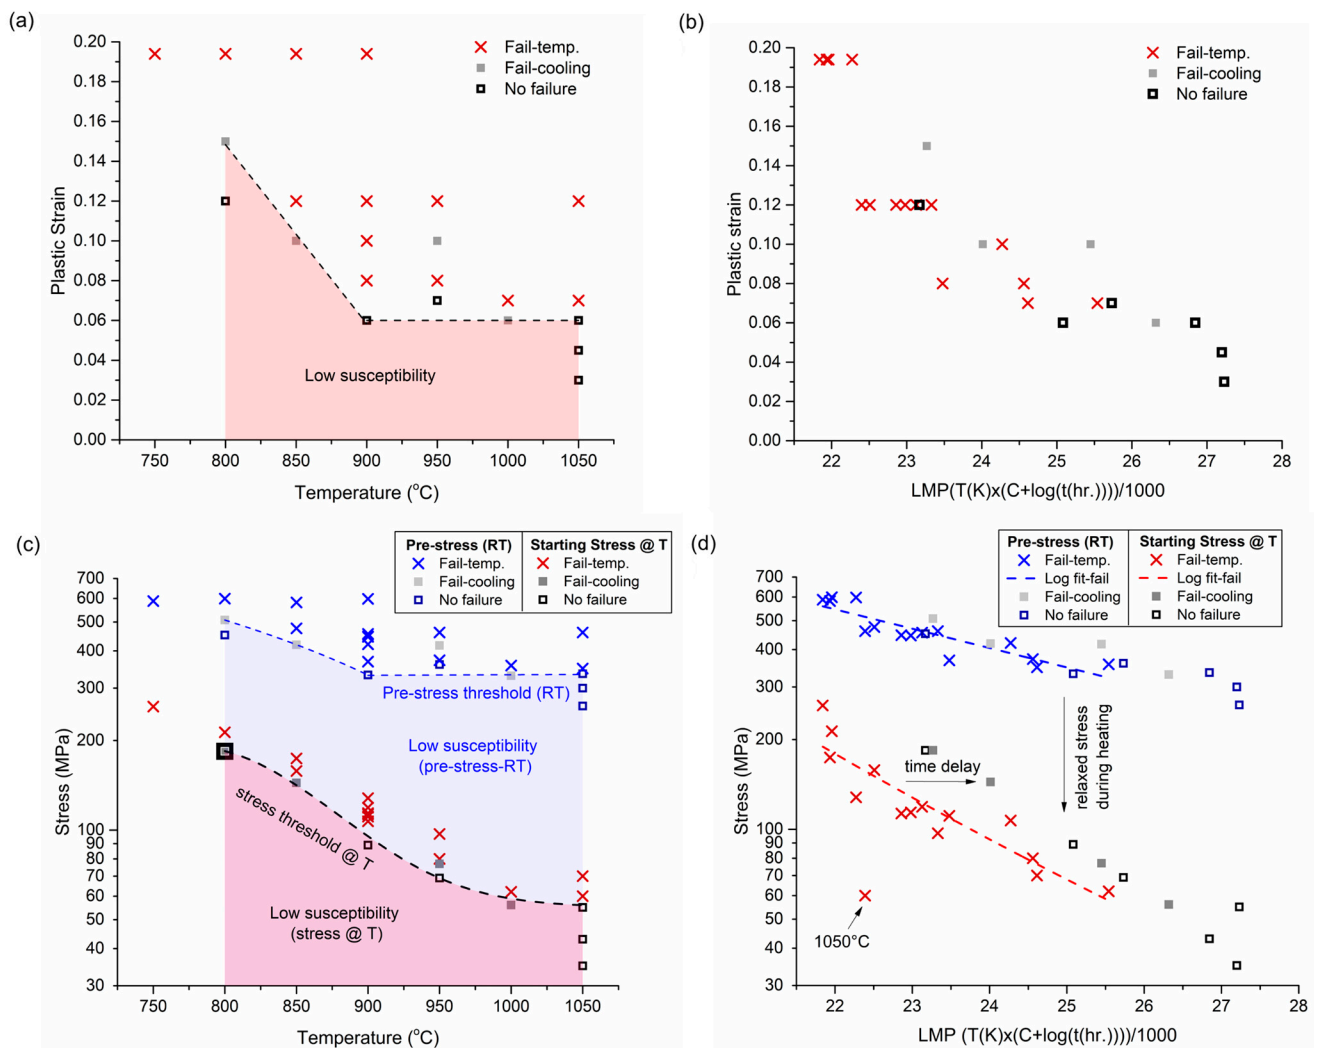 (a)
Fail-temp.
Fail-cooling
No failure
0.20
0.18
0.16
0.14
0.12
0.10
0.08
0.06
0.04
0.02
0.00
Plastic Strain
Low susceptibility
750 800 850 900 950 1000 1050
Temperature (°C)
(b)
Fail-temp.
Fail-cooling
No failure
0.20
0.18
0.16
0.14
0.12
0.10
0.08
0.06
0.04
0.02
0.00
Plastic strain
22 23 24 25 26 27 28
LMP(T(K)x(C+log(t(hr.))))/1000
(c)
Pre-stress (RT) Starting Stress @ T
Fail-temp. Fail-temp.
Fail-cooling Fail-cooling
No failure No failure
700
600
500
400
300
200
100
90
80
70
60
50
40
30
Stress (MPa)
Pre-stress threshold (RT)
Low susceptibility
(pre-stress-RT)
stress threshold @ T
Low susceptibility
(stress @ T)
750 800 850 900 950 1000 1050
Temperature (°C)
(d)
Pre-stress (RT) Starting Stress @ T
Fail-temp. Fail-temp.
Log fit-fail Log fit-fail
Fail-cooling Fail-cooling
No failure No failure
700
600
500
400
300
200
100
90
80
70
60
50
40
30
Stress (MPa)
time delay
relaxed stress
during heating
1050°C
22 23 24 25 26 27 28
LMP (T(K)x(C+log(t(hr.))))/1000